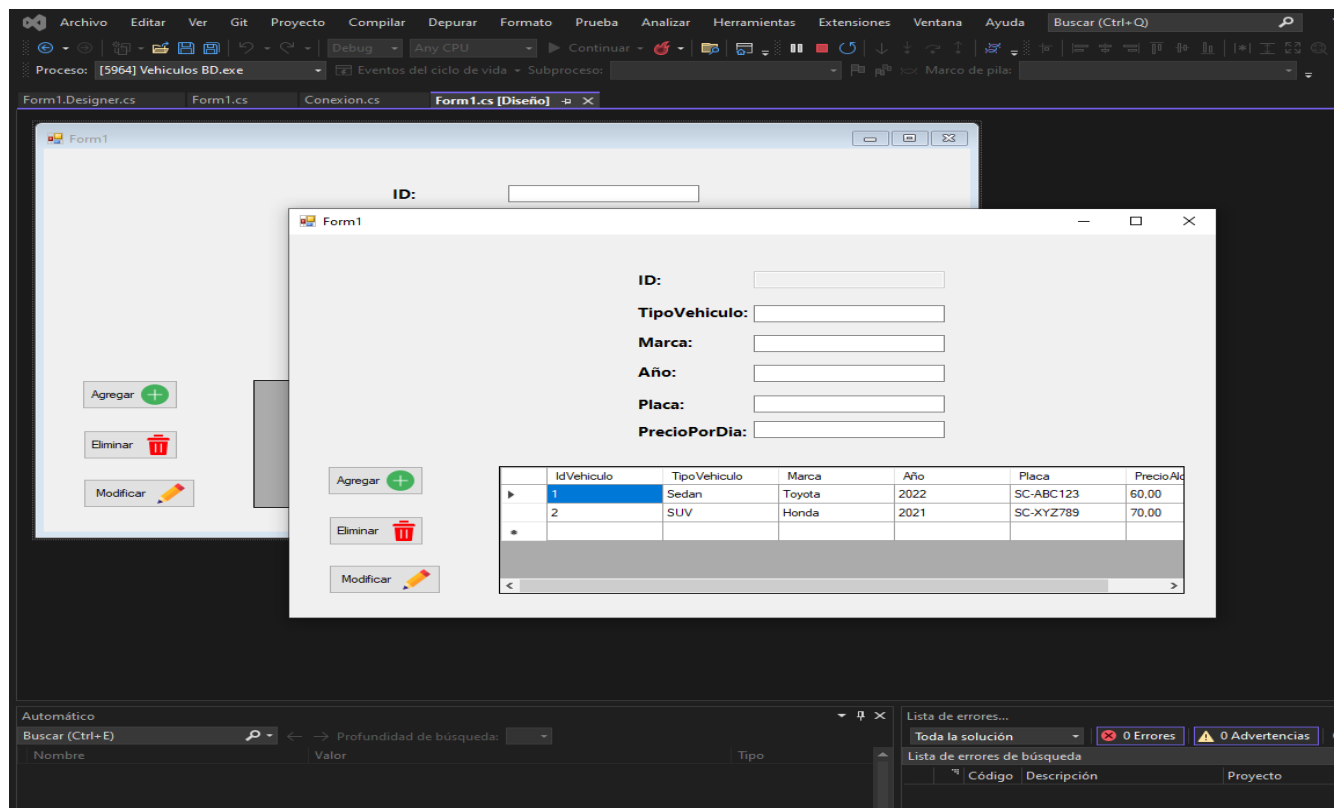 Archivo Editar Ver Git Proyecto Compilar Depurar Formato Prueba Analizar Herramientas Extensiones Ventana Ayuda Buscar (Ctrl+Q)
Debug Any CPU Continuar
Proceso: [5964] Vehiculos BD.exe Eventos del ciclo de vida Subproceso: Marco de pila:
Form1.Designer.cs Form1.cs Conexion.cs Form1.cs [Diseño]
Form1
ID:
Agregar
Eliminar
Modificar
Form1
ID:
TipoVehiculo:
Marca:
Año:
Placa:
PrecioPorDia:
Agregar
Eliminar
Modificar
IdVehiculo TipoVehiculo Marca Año Placa PrecioAlq
1 Sedan Toyota 2022 SC-ABC123 60,00
2 SUV Honda 2021 SC-XYZ789 70,00
Automático
Buscar (Ctrl+E) Profundidad de búsqueda:
Nombre Valor Tipo
Lista de errores...
Toda la solución 0 Errores 0 Advertencias
Lista de errores de búsqueda
Código Descripción Proyecto